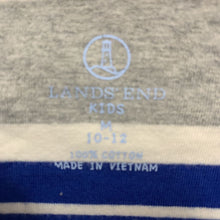 LANDS' END
KIDS
M
10-12
100% COTTON
MADE IN VIETNAM